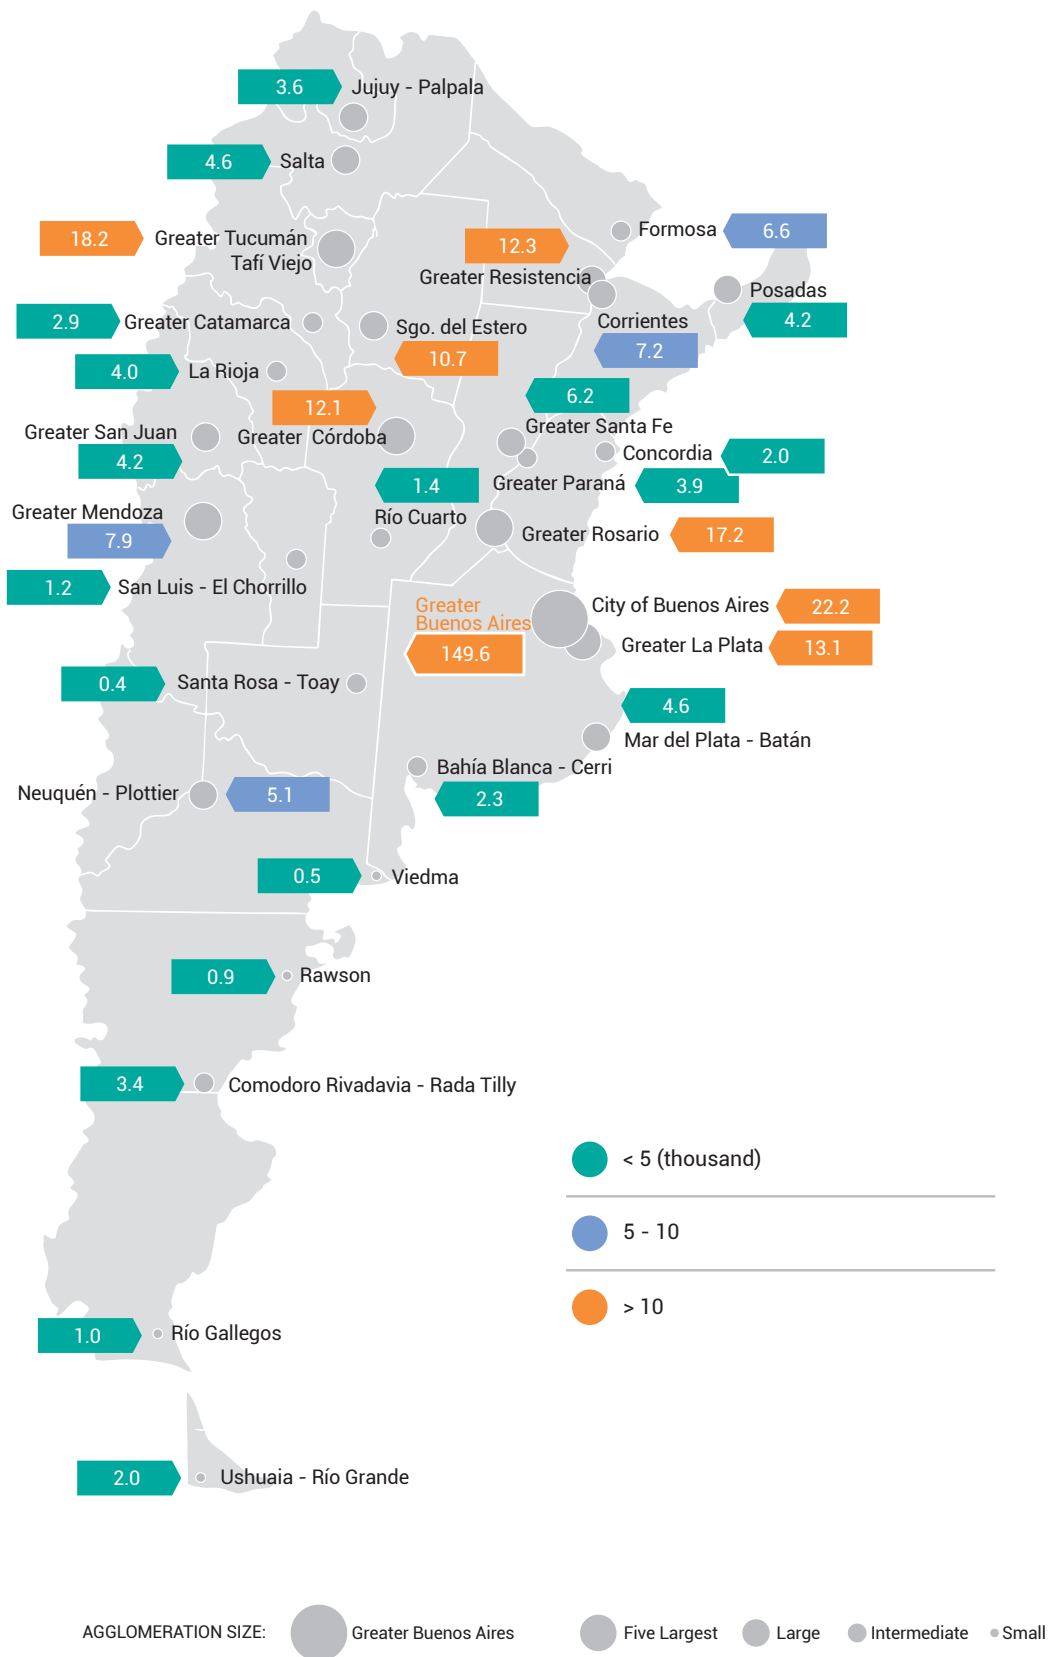 3.6
Jujuy - Palpala
4.6
Salta
18.2
Greater Tucumán
Tafí Viejo
12.3
Greater Resistencia
Formosa
6.6
Posadas
4.2
2.9
Greater Catamarca
Sgo. del Estero
10.7
Corrientes
7.2
4.0
La Rioja
12.1
Greater Córdoba
6.2
Greater Santa Fe
Greater San Juan
4.2
Concordia
2.0
1.4
Río Cuarto
Greater Paraná
3.9
Greater Mendoza
7.9
Greater Rosario
17.2
1.2
San Luis - El Chorrillo
Greater
Buenos Aires
149.6
City of Buenos Aires
22.2
Greater La Plata
13.1
0.4
Santa Rosa - Toay
4.6
Mar del Plata - Batán
Bahía Blanca - Cerri
2.3
Neuquén - Plottier
5.1
0.5
Viedma
0.9
Rawson
3.4
Comodoro Rivadavia - Rada Tilly
< 5 (thousand)
5 - 10
> 10
1.0
Río Gallegos
2.0
Ushuaia - Río Grande
AGGLOMERATION SIZE:
Greater Buenos Aires
Five Largest
Large
Intermediate
Small